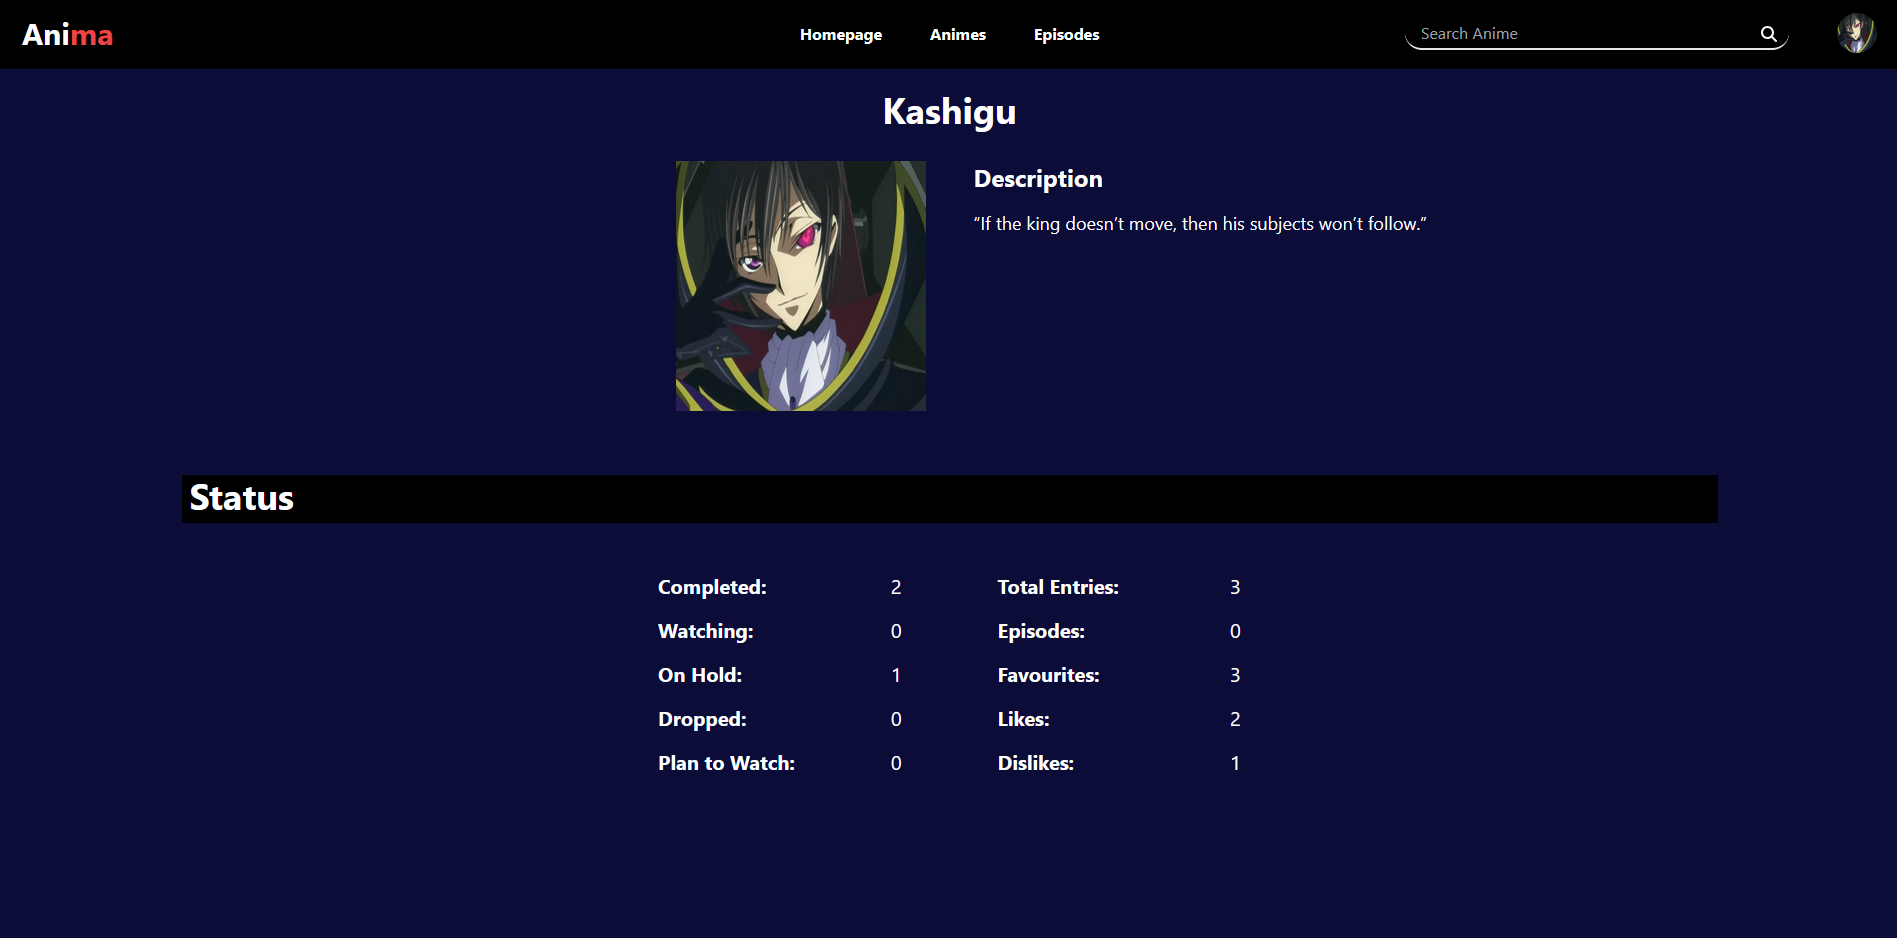 Anima Homepage Animes Episodes Search Anime
Kashigu
Description
“If the king doesn’t move, then his subjects won’t follow.”
Status
Completed: 2 Total Entries: 3
Watching: 0 Episodes: 0
On Hold: 1 Favourites: 3
Dropped: 0 Likes: 2
Plan to Watch: 0 Dislikes: 1